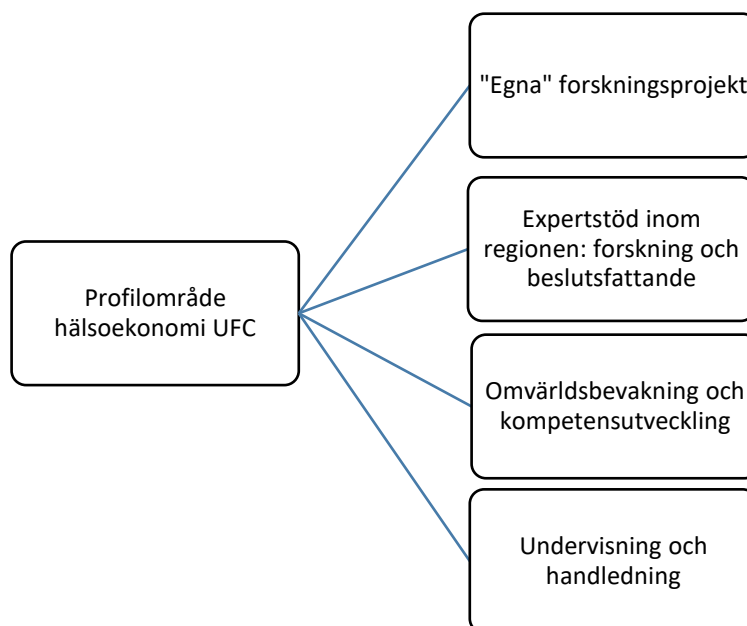 "Egna" forskningsprojekt
Expertstöd inom
regionen: forskning och
beslutsfattande
Profilområde
hälsoekonomi UFC
Omvärldsbevakning och
kompetensutveckling
Undervisning och
handledning